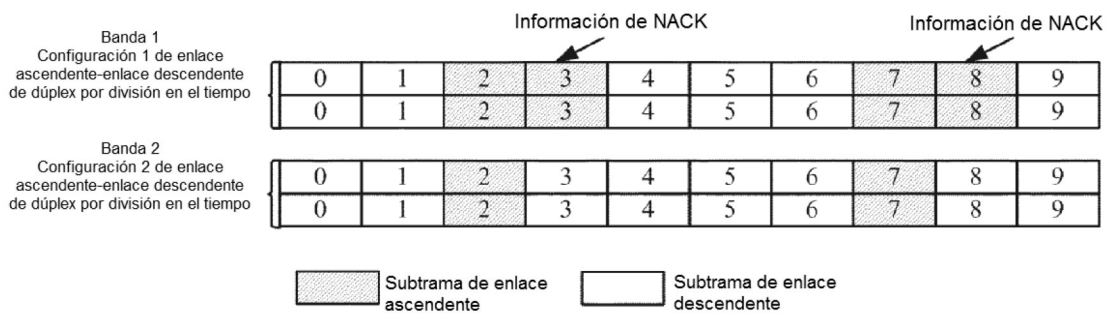 Información de NACK
Información de NACK
Banda 1
Configuración 1 de enlace
ascendente-enlace descendente
de dúplex por división en el tiempo
0 1 2 3 4 5 6 7 8 9
0 1 2 3 4 5 6 7 8 9
Banda 2
Configuración 2 de enlace
ascendente-enlace descendente
de dúplex por división en el tiempo
0 1 2 3 4 5 6 7 8 9
0 1 2 3 4 5 6 7 8 9
Subtrama de enlace
ascendente
Subtrama de enlace
descendente